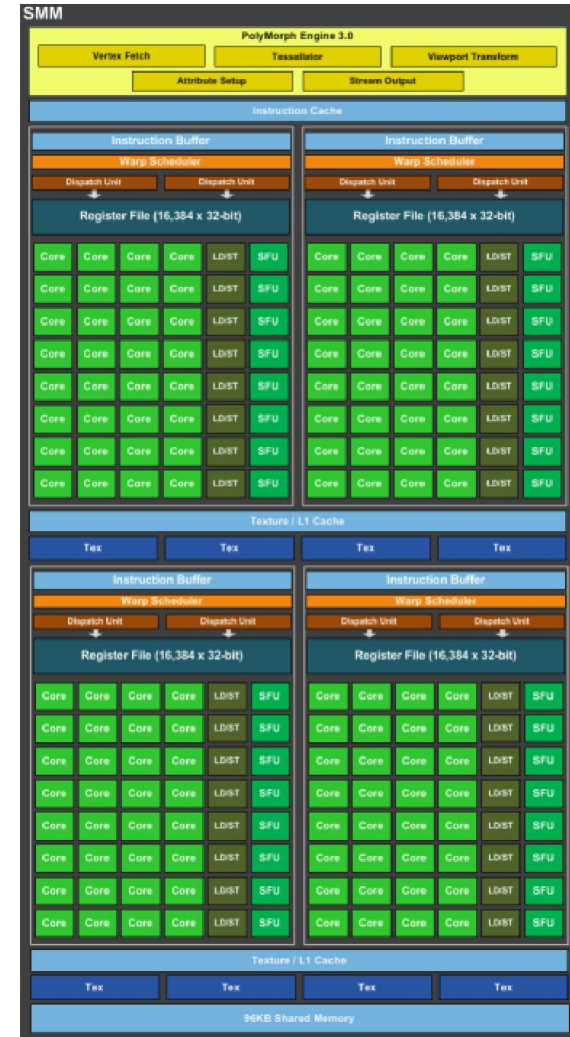 SMM
PolyMorph Engine 3.0
Vertex Fetch Tessellator Viewport Transform
Attribute Setup Stream Output
Instruction Cache
Instruction Buffer Instruction Buffer
Warp Scheduler Warp Scheduler
Dispatch Unit Dispatch Unit Dispatch Unit Dispatch Unit
Register File (16,384 x 32-bit) Register File (16,384 x 32-bit)
Core Core Core Core LD/ST SFU Core Core Core Core LD/ST SFU
Core Core Core Core LD/ST SFU Core Core Core Core LD/ST SFU
Core Core Core Core LD/ST SFU Core Core Core Core LD/ST SFU
Core Core Core Core LD/ST SFU Core Core Core Core LD/ST SFU
Core Core Core Core LD/ST SFU Core Core Core Core LD/ST SFU
Core Core Core Core LD/ST SFU Core Core Core Core LD/ST SFU
Core Core Core Core LD/ST SFU Core Core Core Core LD/ST SFU
Core Core Core Core LD/ST SFU Core Core Core Core LD/ST SFU
Texture / L1 Cache
Tex Tex Tex Tex
Instruction Buffer Instruction Buffer
Warp Scheduler Warp Scheduler
Dispatch Unit Dispatch Unit Dispatch Unit Dispatch Unit
Register File (16,384 x 32-bit) Register File (16,384 x 32-bit)
Core Core Core Core LD/ST SFU Core Core Core Core LD/ST SFU
Core Core Core Core LD/ST SFU Core Core Core Core LD/ST SFU
Core Core Core Core LD/ST SFU Core Core Core Core LD/ST SFU
Core Core Core Core LD/ST SFU Core Core Core Core LD/ST SFU
Core Core Core Core LD/ST SFU Core Core Core Core LD/ST SFU
Core Core Core Core LD/ST SFU Core Core Core Core LD/ST SFU
Core Core Core Core LD/ST SFU Core Core Core Core LD/ST SFU
Core Core Core Core LD/ST SFU Core Core Core Core LD/ST SFU
Texture / L1 Cache
Tex Tex Tex Tex
96KB Shared Memory